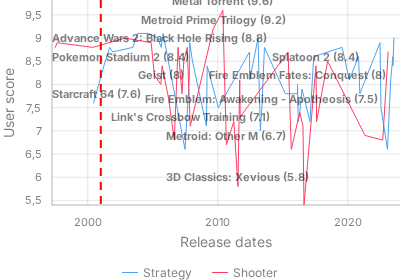 Metal Torrent (9.6)
9,5
Metroid Prime Trilogy (9.2)
9
Advance Wars 2: Black Hole Rising (8.8)
8,5
Pokemon Stadium 2 (8.4)
Splatoon 2 (8.4)
8
Geist (8)
Fire Emblem Fates: Conquest (8)
7,5
Starcraft 64 (7.6)
Fire Emblem: Awakening - Apotheosis (7.5)
7
Link's Crossbow Training (7.1)
6,5
Metroid: Other M (6.7)
6
3D Classics: Xevious (5.8)
5,5
User score
2000
2010
2020
Release dates
Strategy
Shooter